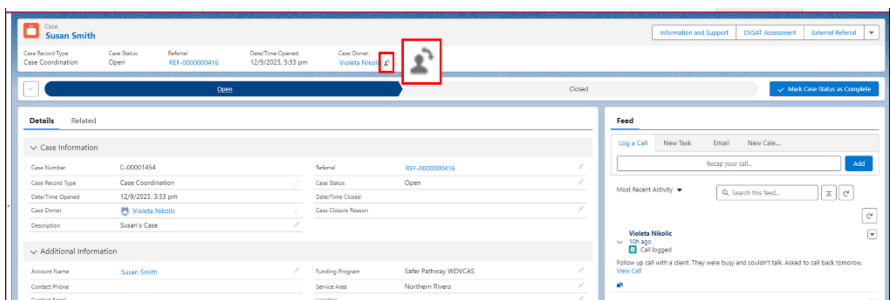 Case
Susan Smith
Information and Support
DVSAT Assessment
External Referral
Case Record Type
Case Status
Referral
Date/Time Opened
Case Owner
Case Coordination
Open
REF-0000000416
12/9/2023, 3:33 pm
Violeta Nikolic
Open
Closed
Mark Case Status as Complete
Details
Related
Case Information
Case Number
C-00001454
Referral
REF-0000000416
Case Record Type
Case Coordination
Case Status
Open
Date/Time Opened
12/9/2023, 3:33 pm
Date/Time Closed
Case Owner
Violeta Nikolic
Case Closure Reason
Description
Susan's Case
Additional Information
Account Name
Susan Smith
Funding Program
Safer Pathway WDVCAS
Contact Phone
Service Area
Northern Rivers
Contact Email
Location
Feed
Log a Call
New Task
Email
New Cale...
Recap your call...
Add
Most Recent Activity
Search this feed...
Violeta Nikolic
10h ago
Call logged
Follow up call with a client. They were busy and couldn't talk. Asked to call back tomorrow.
View Call